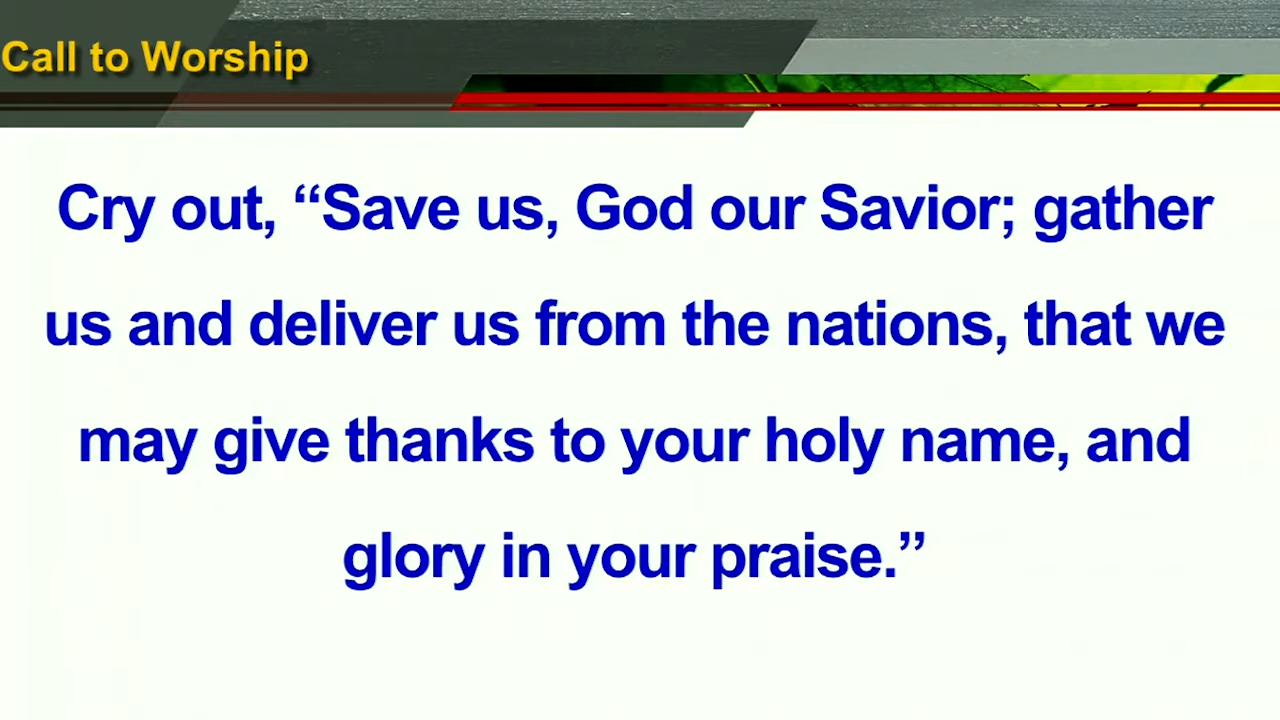 Call to Worship
Cry out, “Save us, God our Savior; gather
us and deliver us from the nations, that we
may give thanks to your holy name, and
glory in your praise.”